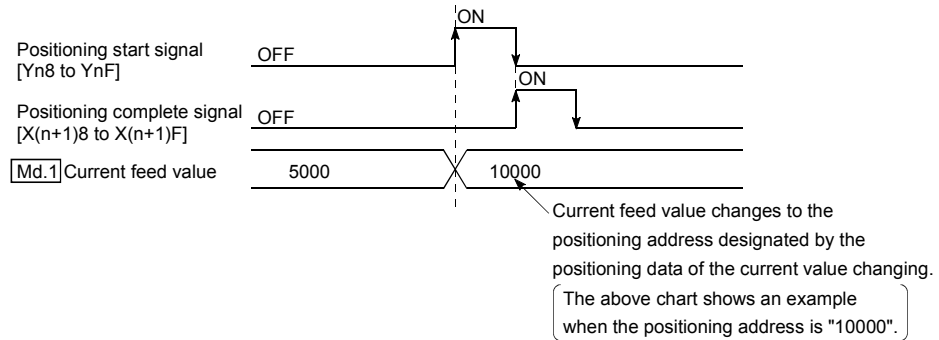 ON
Positioning start signal
[Yn8 to YnF]
OFF
ON
Positioning complete signal
[X(n+1)8 to X(n+1)F]
OFF
Md.1 Current feed value
5000
10000
Current feed value changes to the
positioning address designated by the
positioning data of the current value changing.
The above chart shows an example
when the positioning address is "10000".